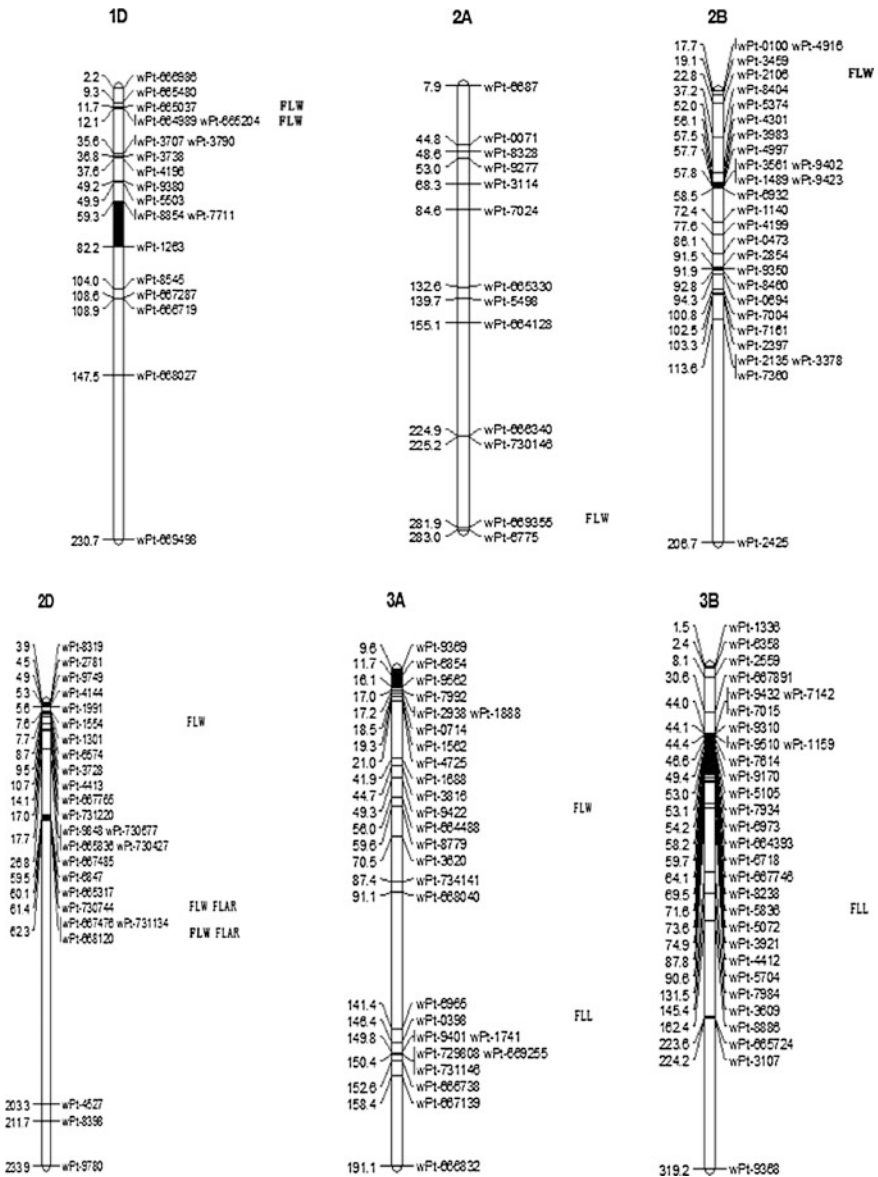 1D
2.2 wPt-666986
9.3 wPt-665480
11.7 wPt-665037 FLW
12.1 wPt-664989 wPt-665204 FLW
35.6 wPt-3707 wPt-3790
36.8 wPt-3738
37.6 wPt-4196
49.2 wPt-9380
49.9 wPt-5503
59.3 wPt-8854 wPt-7711
82.2 wPt-1263
104.0 wPt-8545
108.6 wPt-667287
108.9 wPt-666719
147.5 wPt-668027
230.7 wPt-669498
2A
7.9 wPt-6687
44.8 wPt-0071
48.6 wPt-8328
53.0 wPt-9277
68.3 wPt-3114
84.6 wPt-7024
132.6 wPt-665330
139.7 wPt-5498
155.1 wPt-664128
224.9 wPt-666340
225.2 wPt-730146
281.9 wPt-669355 FLW
283.0 wPt-6775
2B
17.7 wPt-0100 wPt-4916
19.1 wPt-3459
22.8 wPt-2106 FLW
37.2 wPt-8404
52.0 wPt-5374
56.1 wPt-4301
57.5 wPt-3983
57.7 wPt-4997
57.8 wPt-3561 wPt-9402
wPt-1489 wPt-9423
58.5 wPt-6932
72.4 wPt-1140
77.6 wPt-4199
86.1 wPt-0473
91.5 wPt-2854
91.9 wPt-9350
92.8 wPt-8460
94.3 wPt-0694
100.8 wPt-7004
102.5 wPt-7161
103.3 wPt-2397
113.6 wPt-2135 wPt-3378
wPt-7360
206.7 wPt-2425
2D
3.9 wPt-8319
4.5 wPt-2781
4.9 wPt-9749
5.3 wPt-4144
5.6 wPt-1991
7.6 wPt-1554 FLW
7.7 wPt-1301
8.7 wPt-6574
9.5 wPt-3728
10.7 wPt-4413
14.1 wPt-667765
17.0 wPt-731220
17.7 wPt-9848 wPt-730677
wPt-665836 wPt-730427
26.8 wPt-667485
59.5 wPt-6847
60.1 wPt-665317
61.4 wPt-730744 FLW FLAR
62.3 wPt-667476 wPt-731134
wPt-668120 FLW FLAR
203.3 wPt-4527
211.7 wPt-8398
233.9 wPt-9780
3A
9.6 wPt-9369
11.7 wPt-6854
16.1 wPt-9562
17.0 wPt-7992
17.2 wPt-2938 wPt-1888
18.5 wPt-0714
19.3 wPt-1562
21.0 wPt-4725
41.9 wPt-1688
44.7 wPt-3816
49.3 wPt-9422 FLW
56.0 wPt-664488
59.6 wPt-8779
70.5 wPt-3620
87.4 wPt-734141
91.1 wPt-668040
141.4 wPt-6965
146.4 wPt-0398 FLL
149.8 wPt-9401 wPt-1741
150.4 wPt-729808 wPt-669255
wPt-731146
152.6 wPt-666738
158.4 wPt-667139
191.1 wPt-666832
3B
1.5 wPt-1336
2.4 wPt-6358
8.1 wPt-2559
30.6 wPt-667891
44.0 wPt-9432 wPt-7142
wPt-7015
44.1 wPt-9310
44.4 wPt-9510 wPt-1159
46.6 wPt-7614
49.4 wPt-9170
53.0 wPt-5105
53.1 wPt-7934
54.2 wPt-6973
58.2 wPt-664393
59.7 wPt-6718
64.1 wPt-667746
69.5 wPt-8238
71.6 wPt-5836 FLL
73.6 wPt-5072
74.9 wPt-3921
87.8 wPt-4412
90.6 wPt-5704
131.5 wPt-7984
145.4 wPt-3609
162.4 wPt-8886
223.6 wPt-665724
224.2 wPt-3107
319.2 wPt-9368